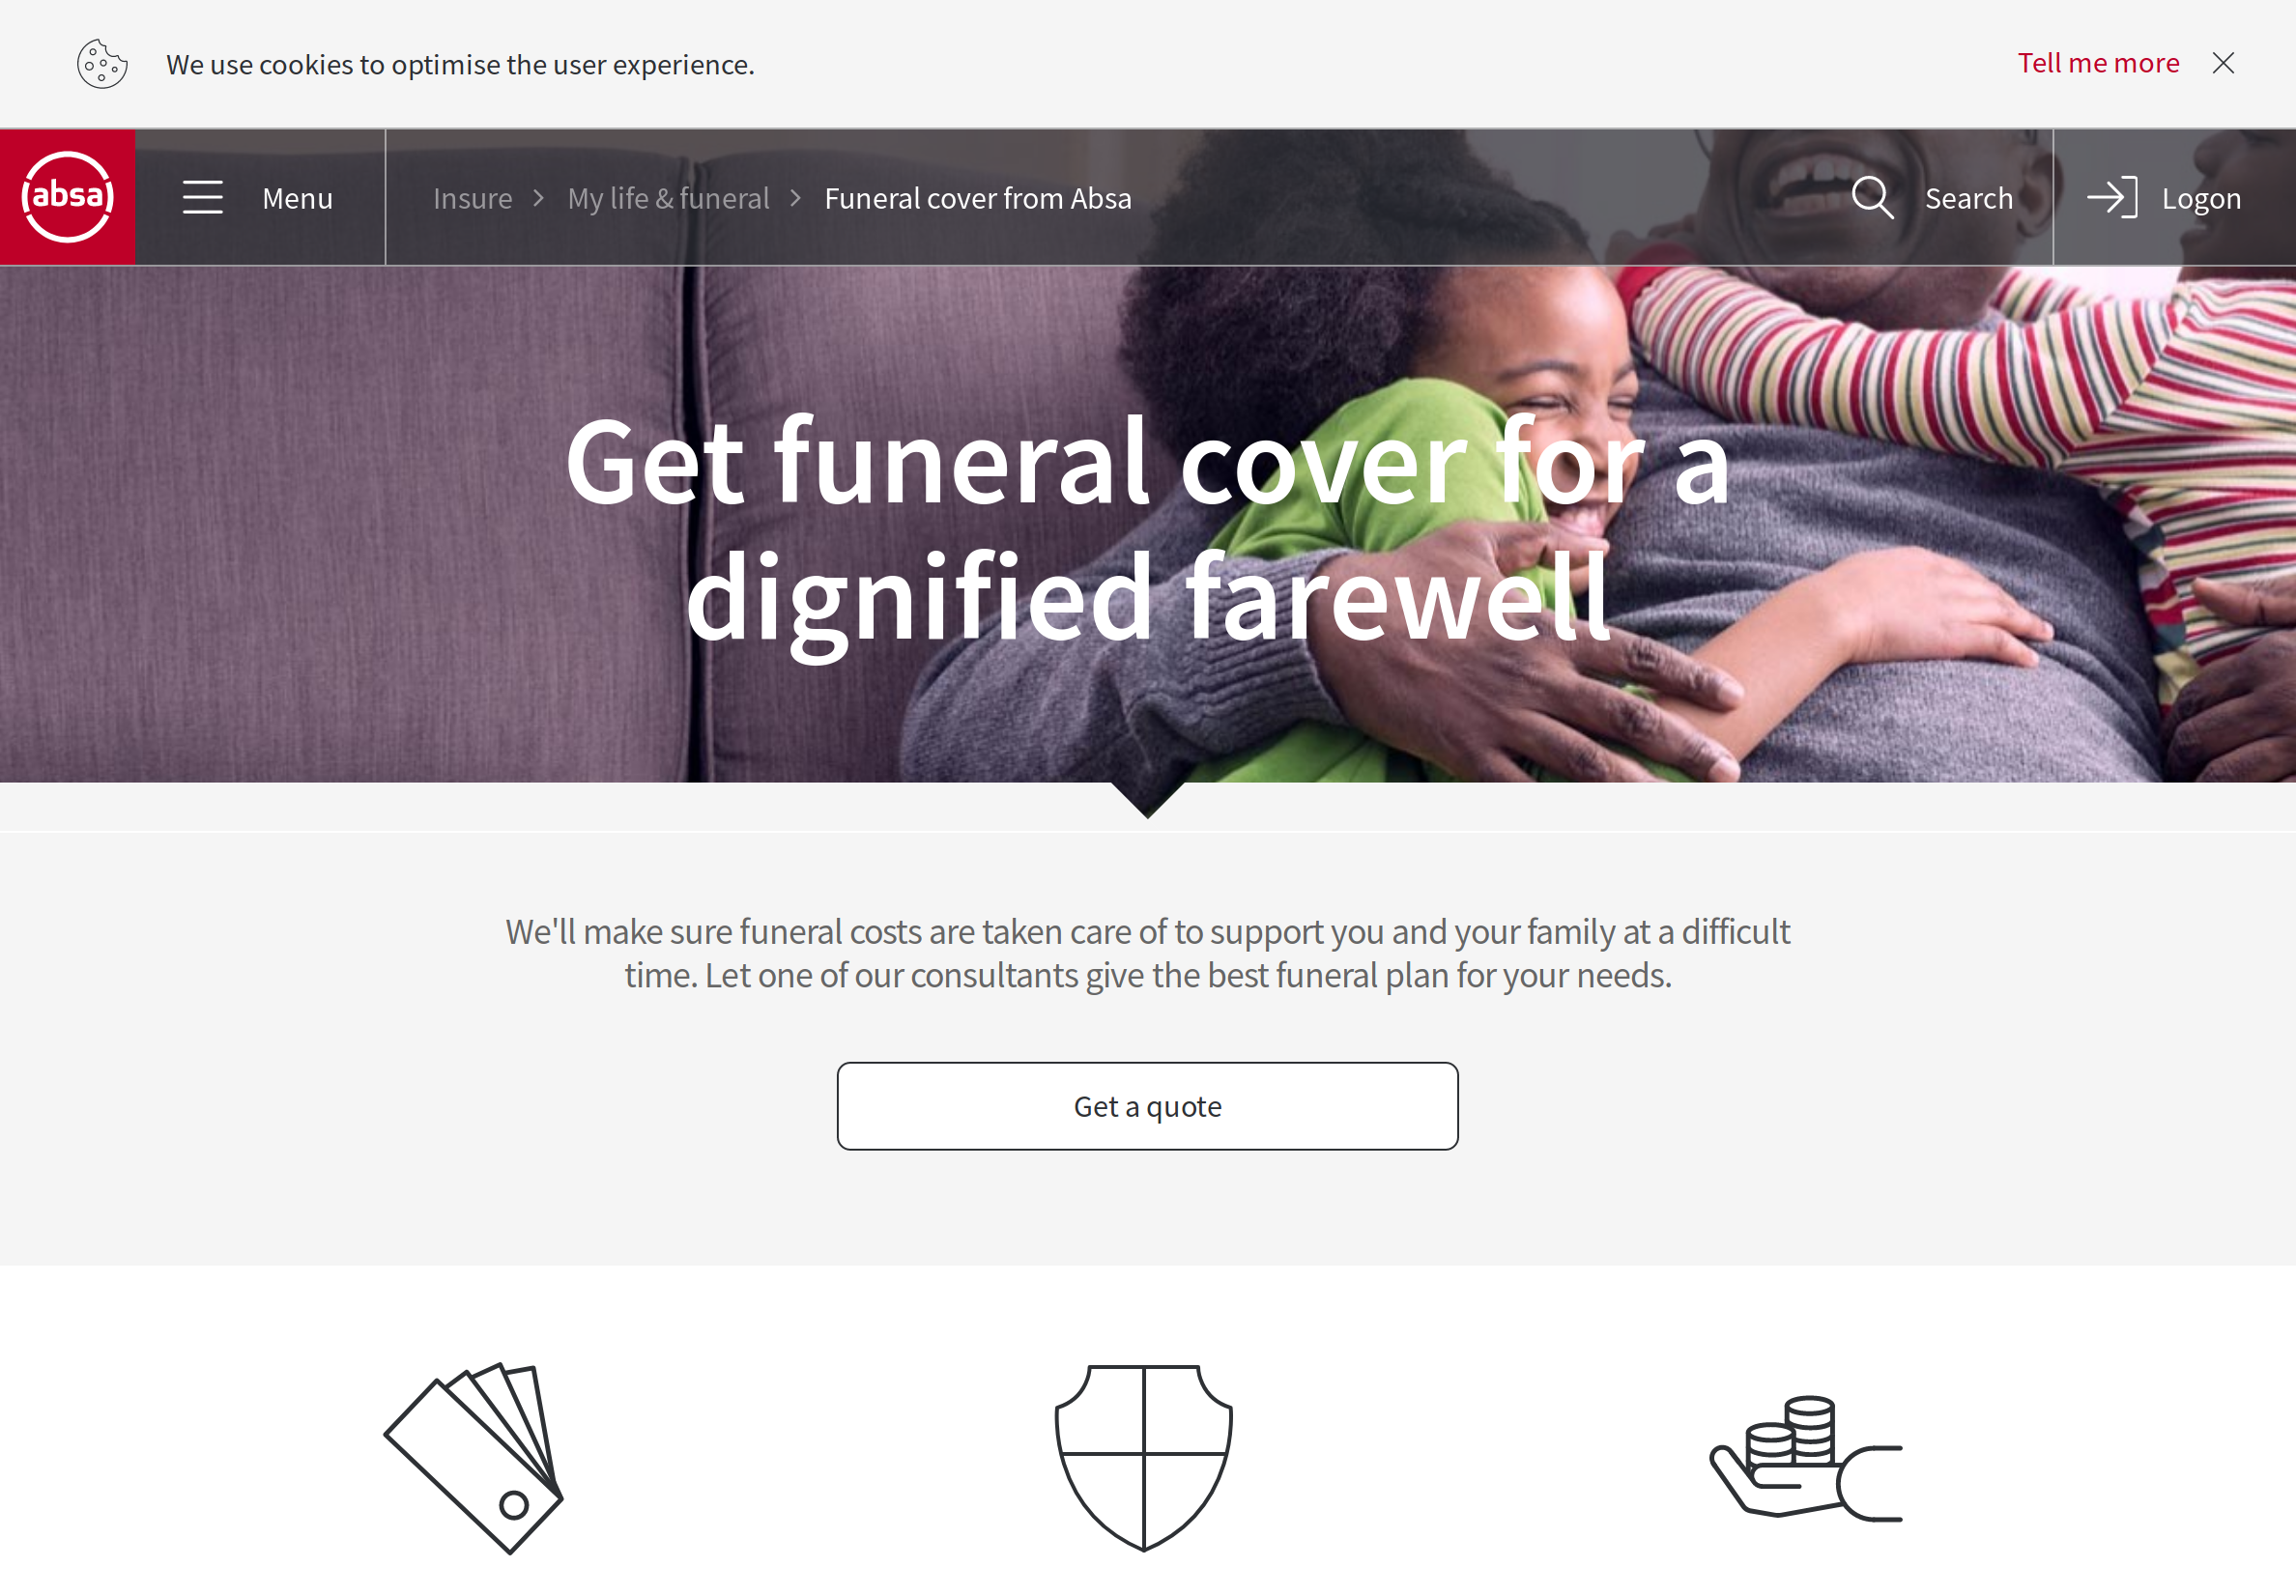 We use cookies to optimise the user experience.
Tell me more
absa
Menu
Insure
My life & funeral
Funeral cover from Absa
Search
Logon
Get funeral cover for a
dignified farewell
We'll make sure funeral costs are taken care of to support you and your family at a difficult
time. Let one of our consultants give the best funeral plan for your needs.
Get a quote